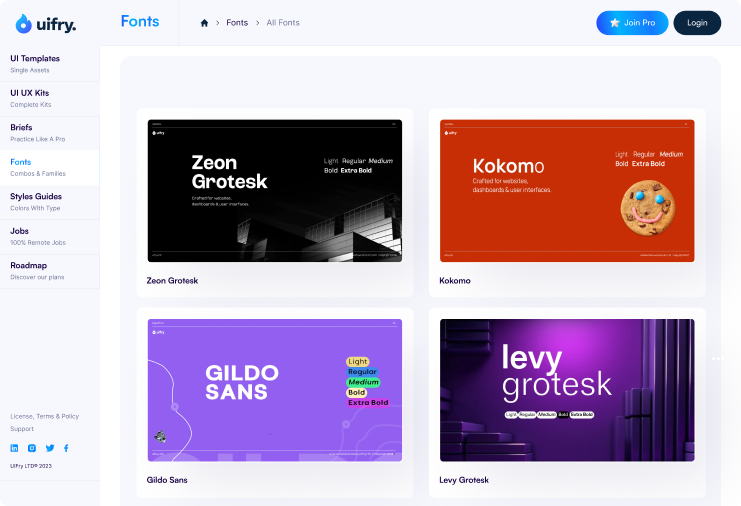 uifry.
Fonts
Fonts
All Fonts
Join Pro
Login
UI Templates
Single Assets
UI UX Kits
Complete Kits
Briefs
Practice Like A Pro
Fonts
Combos & Families
Styles Guides
Colors With Type
Jobs
100% Remote Jobs
Roadmap
Discover our plans
License, Terms & Policy
Support
UiFry LTD® 2023
uifry
Zeon
Grotesk
Crafted for websites,
dashboards & user interfaces.
Light Regular Medium
Bold Extra Bold
Zeon Grotesk
uifry
Kokomo
Crafted for websites,
dashboards & user interfaces.
Light Regular Medium
Bold Extra Bold
Kokomo
uifry
GILDO
SANS
Light
Regular
Medium
Bold
Extra Bold
Gildo Sans
levy
grotesk
Light Regular Medium Bold Extra Bold
Levy Grotesk